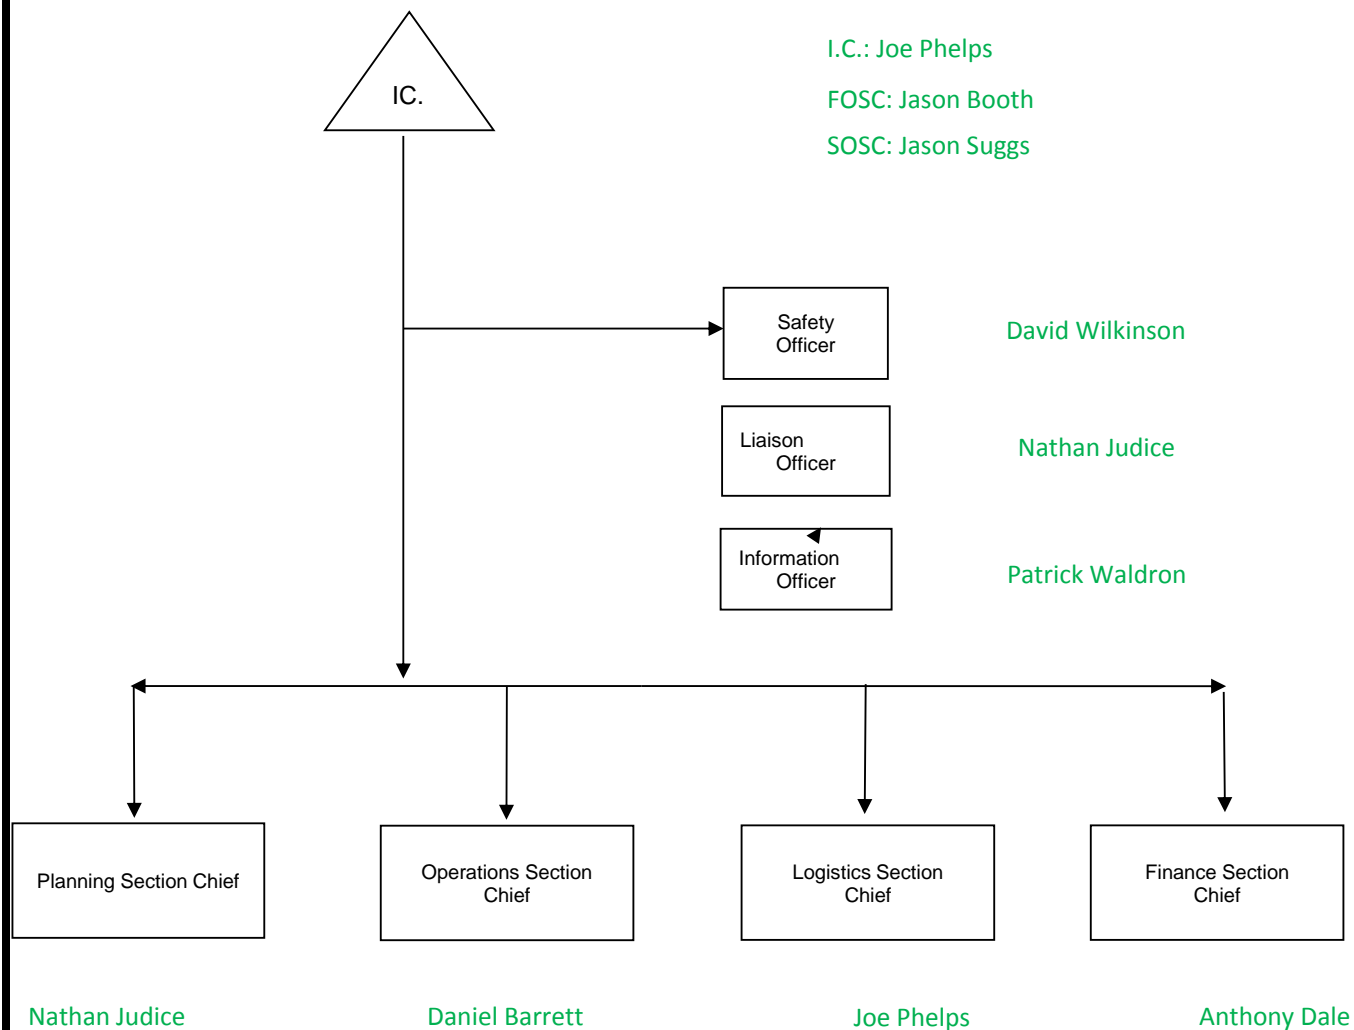 IC.
I.C.: Joe Phelps
FOSC: Jason Booth
SOSC: Jason Suggs
Safety
Officer
David Wilkinson
Liaison
Officer
Nathan Judice
Information
Officer
Patrick Waldron
Planning Section Chief
Operations Section
Chief
Logistics Section
Chief
Finance Section
Chief
Nathan Judice
Daniel Barrett
Joe Phelps
Anthony Dale